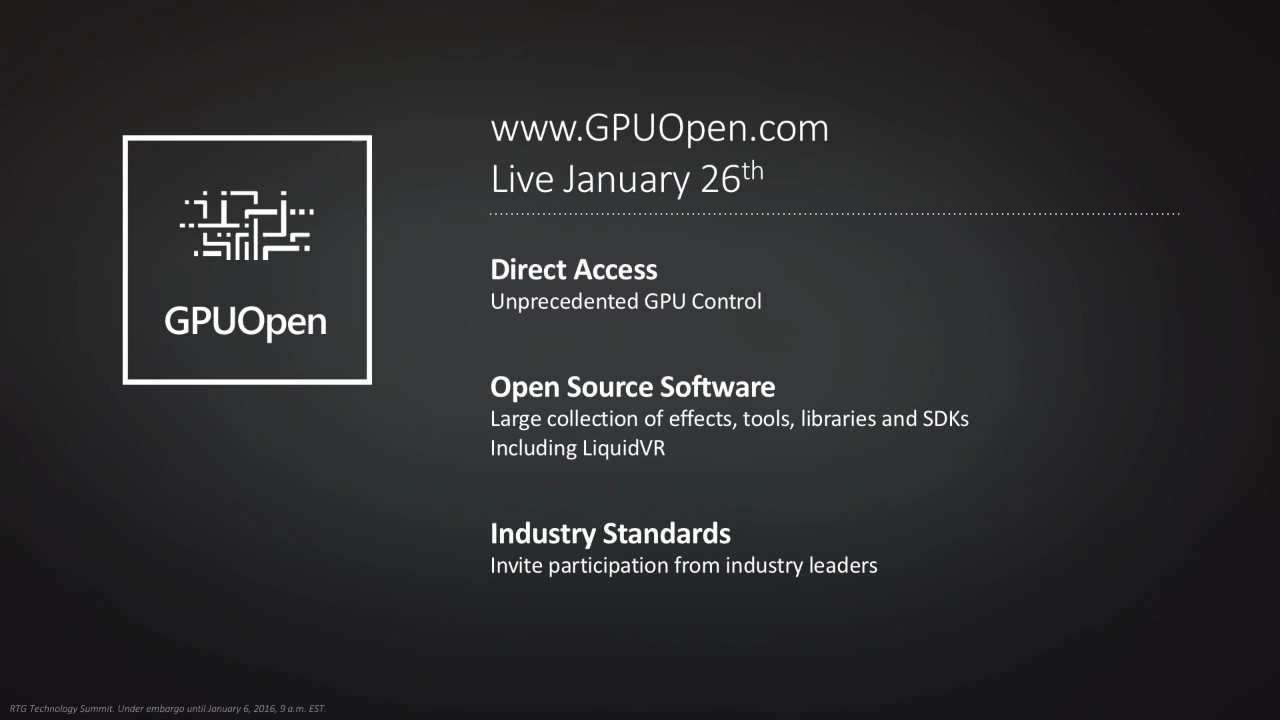 www.GPUOpen.com
Live January 26th
GPUOpen
Direct Access
Unprecedented GPU Control
Open Source Software
Large collection of effects, tools, libraries and SDKs
Including LiquidVR
Industry Standards
Invite participation from industry leaders
RTG Technology Summit. Under embargo until January 6, 2016, 9 a.m. EST.